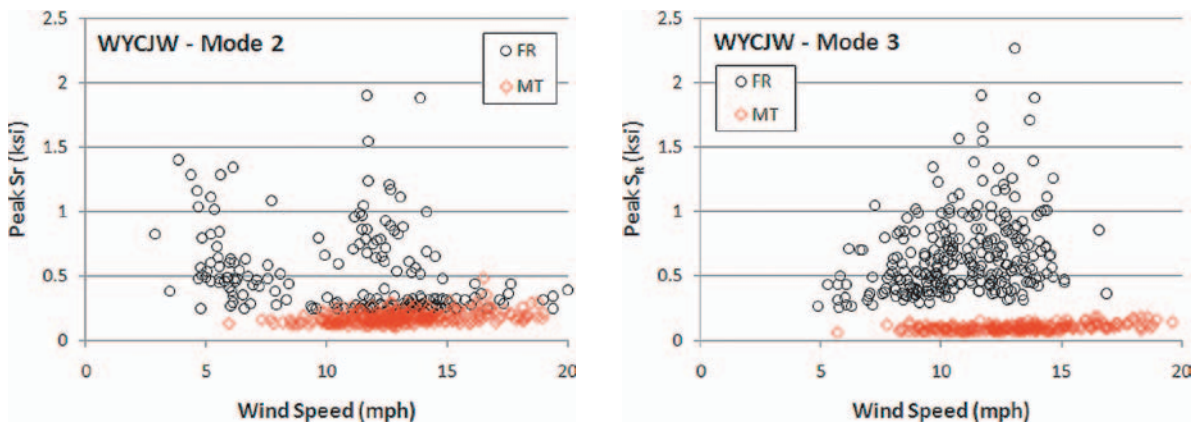 WYCJW - Mode 2
FR
MT
2.5
2
1.5
1
0.5
0
Peak Sr (ksi)
0 5 10 15 20
Wind Speed (mph)
WYCJW - Mode 3
FR
MT
2.5
2
1.5
1
0.5
0
Peak SR (ksi)
0 5 10 15 20
Wind Speed (mph)